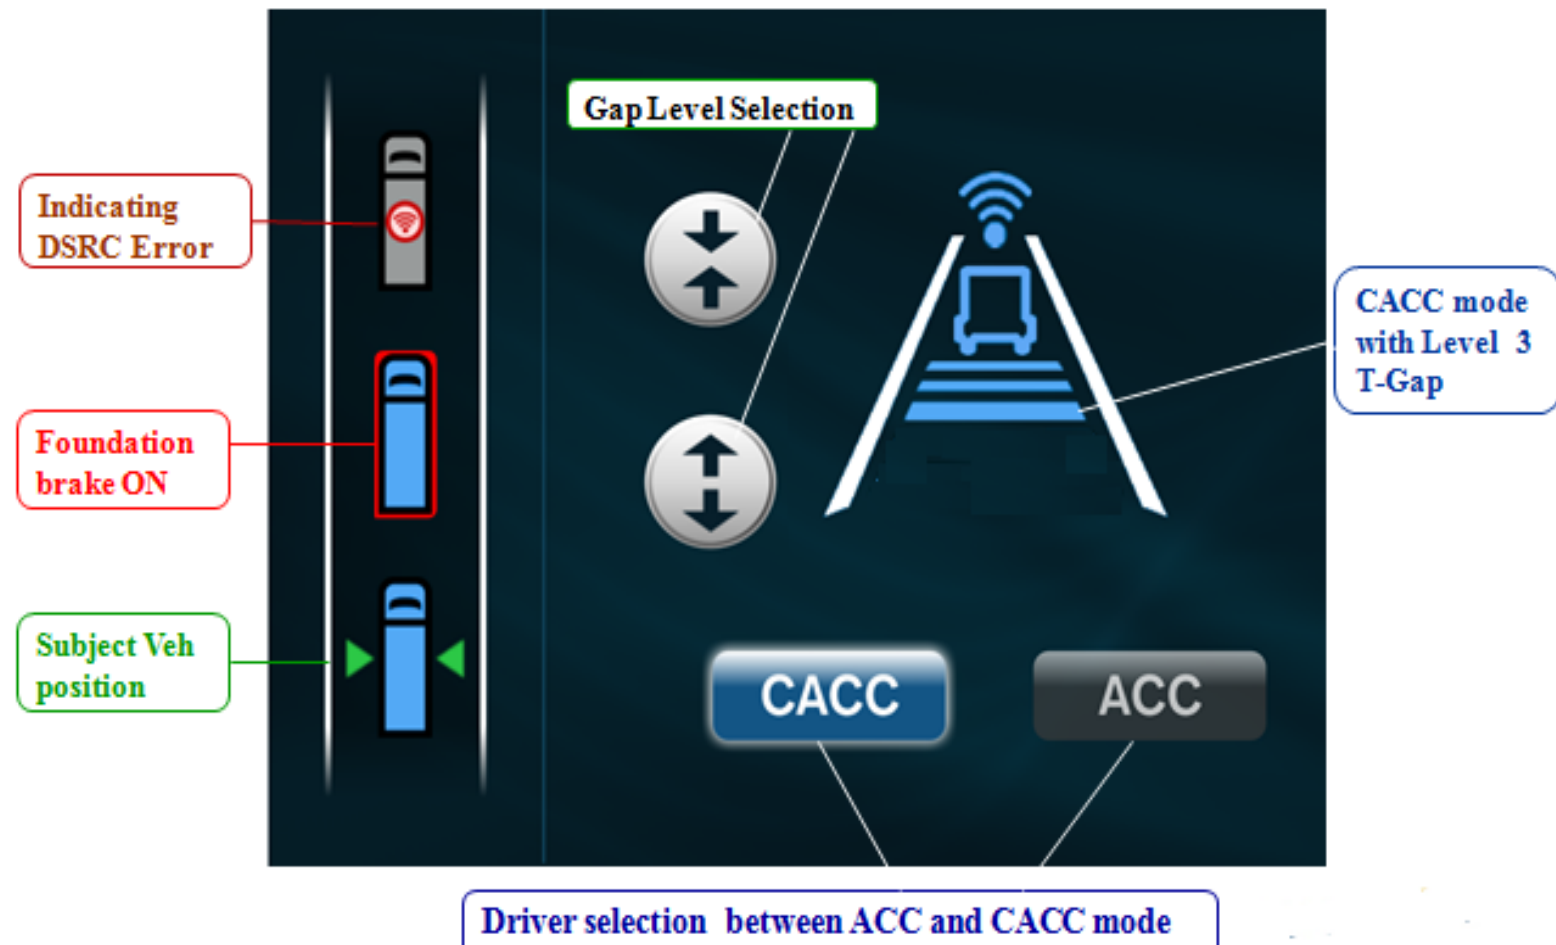 Gap Level Selection
Indicating
DSRC Error
CACC mode
with Level 3
T-Gap
Foundation
brake ON
Subject Veh
position
CACC
ACC
Driver selection between ACC and CACC mode